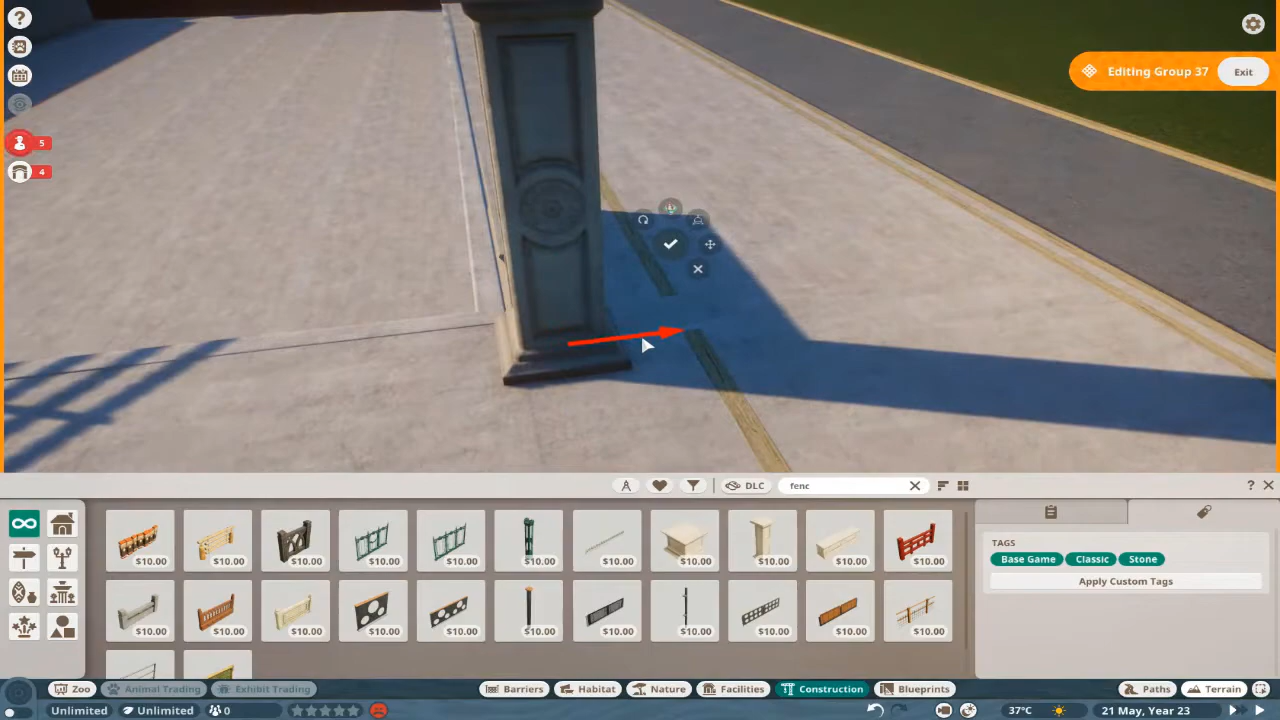 Editing Group 37 Exit
5
4
DLC fenc
$10.00 $10.00 $10.00 $10.00 $10.00 $10.00 $10.00 $10.00 $10.00 $10.00 $10.00
$10.00 $10.00 $10.00 $10.00 $10.00 $10.00 $10.00 $10.00 $10.00 $10.00 $10.00
?
?
TAGS
Base Game Classic Stone
Apply Custom Tags
Zoo Animal Trading Exhibit Trading Barriers Habitat Nature Facilities Construction Blueprints Paths Terrain
Unlimited Unlimited 0 37°C 21 May, Year 23